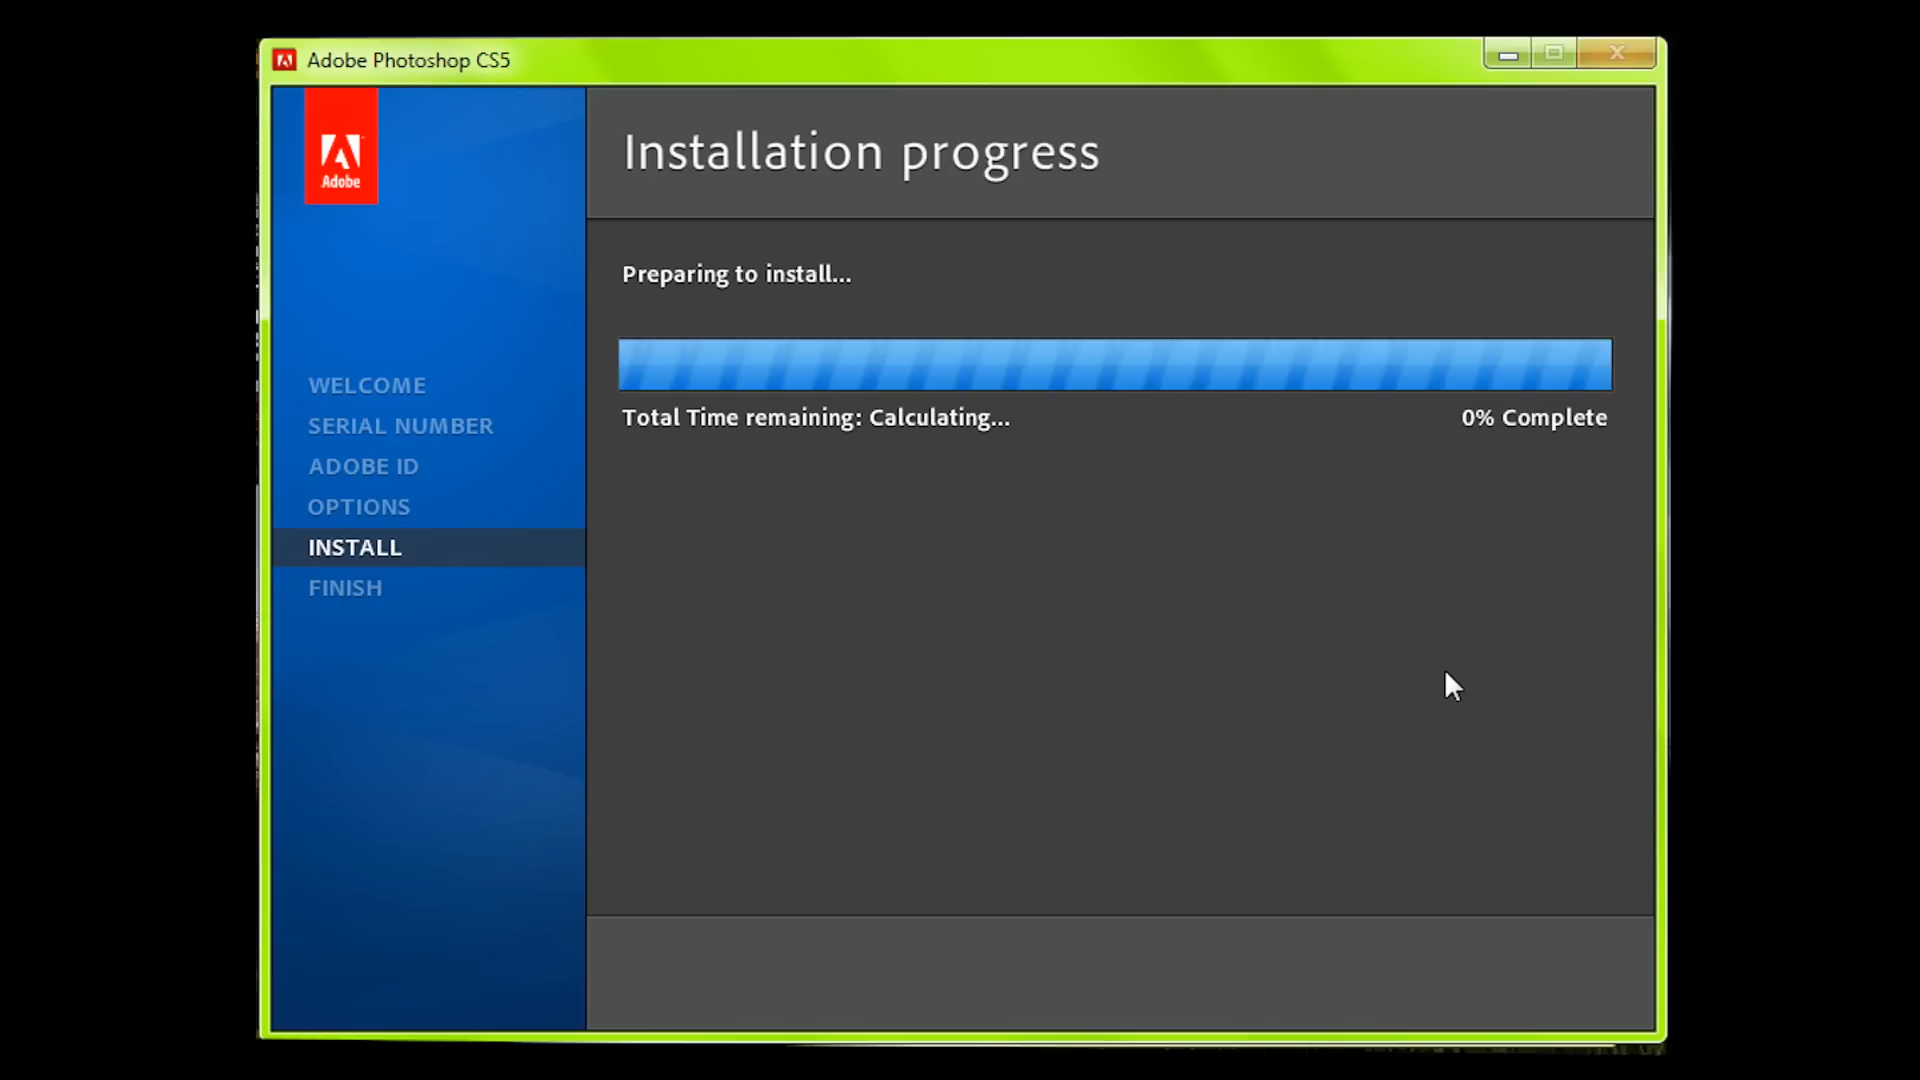 Adobe Photoshop CS5
Adobe
Installation progress
Preparing to install...
Total Time remaining: Calculating...
0% Complete
WELCOME
SERIAL NUMBER
ADOBE ID
OPTIONS
INSTALL
FINISH